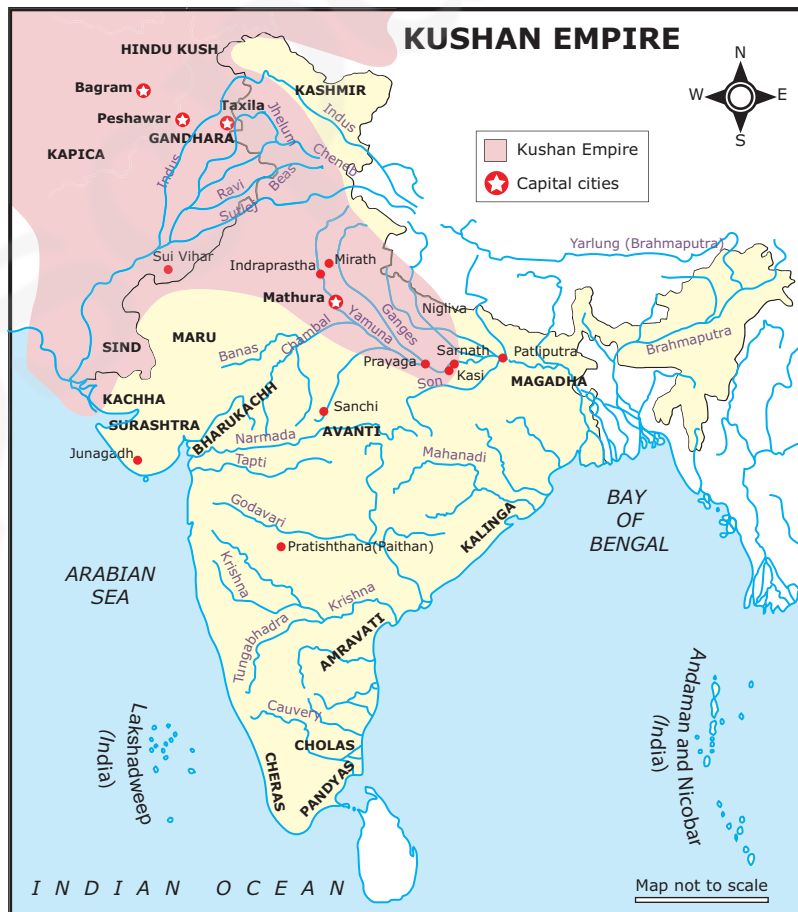 KUSHAN EMPIRE
HINDU KUSH
N
W
E
S
Bagram
KASHMIR
Taxila
Peshawar
GANDHARA
Jhelum
Indus
KAPICA
Indus
Cheneb
Kushan Empire
Capital cities
Ravi
Beas
Sutlej
Sui Vihar
Mirath
Indraprastha
Yarlung (Brahmaputra)
Mathura
Nigliva
Ganges
Yamuna
Chambal
MARU
SIND
Banas
Brahmaputra
Sarnath
Patliputra
Prayaga
Kasi
Son
MAGADHA
KACHHA
SURASHTRA
BHARUKACHH
Sanchi
AVANTI
Narmada
Junagadh
Tapti
Mahanadi
Godavari
KALINGA
BAY
OF
BENGAL
Pratishthana(Paithan)
ARABIAN
SEA
Krishna
Krishna
Tungabhadra
AMRAVATI
Cauvery
Lakshadweep
(India)
Andaman and Nicobar
(India)
CHOLAS
CHERAS
PANDYAS
INDIAN OCEAN
Map not to scale